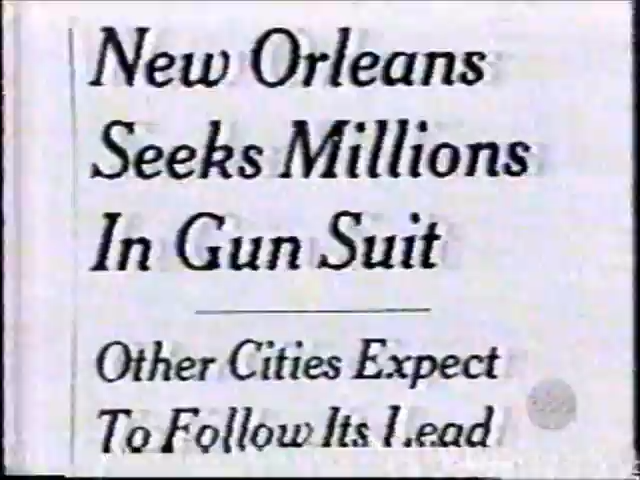 New Orleans
Seeks Millions
In Gun Suit
Other Cities Expect
To Follow Its Lead